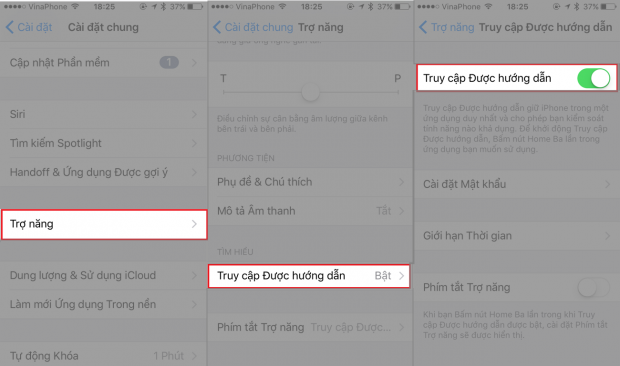 VinaPhone 18:25 37%
Cài đặt Cài đặt chung
Cập nhật Phần mềm 1
Siri
Tìm kiếm Spotlight
Handoff & Ứng dụng Được gợi ý
Trợ năng
Dung lượng & Sử dụng iCloud
Làm mới Ứng dụng Trong nền
Tự động Khóa 1 Phút
VinaPhone 18:25 37%
Cài đặt chung Trợ năng
T P
Điều chỉnh sự cân bằng âm lượng giữa kênh
bên trái và bên phải.
PHƯƠNG TIỆN
Phụ đề & Chú thích
Mô tả Âm thanh Tắt
TÌM HIỂU
Truy cập Được hướng dẫn Bật
Phím tắt Trợ năng Truy cập Được...
VinaPhone 18:25 37%
Trợ năng Truy cập Được hướng dẫn
Truy cập Được hướng dẫn
Truy cập Được hướng dẫn giữ iPhone trong một
ứng dụng duy nhất và cho phép bạn kiểm soát
tính năng nào khả dụng. Để khởi động Truy cập
Được hướng dẫn, Bấm nút Home Ba lần trong
ứng dụng bạn muốn sử dụng.
Cài đặt Mật khẩu
Giới hạn Thời gian
Phím tắt Trợ năng
Khi bạn Bấm nút Home Ba lần trong khi Truy
cập Được hướng dẫn được bật, cài đặt Phím tắt
Trợ năng sẽ được hiển thị.